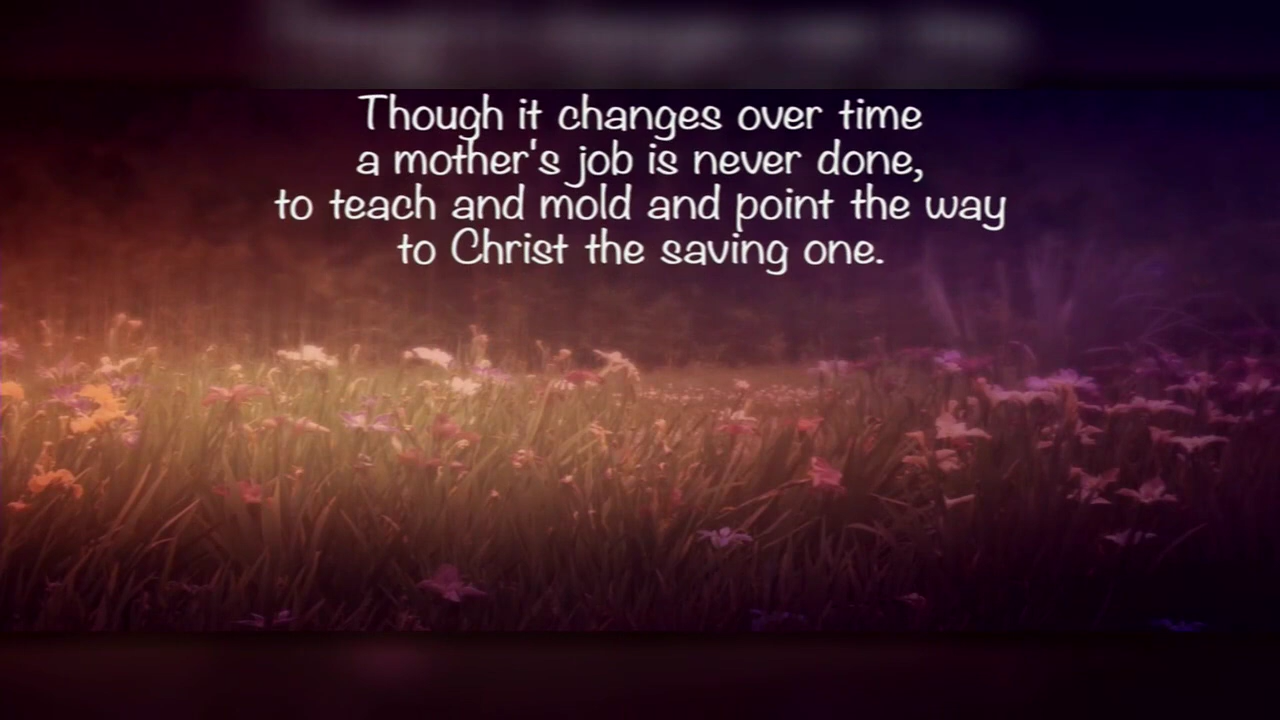 Though it changes over time
a mother's job is never done,
to teach and mold and point the way
to Christ the saving one.